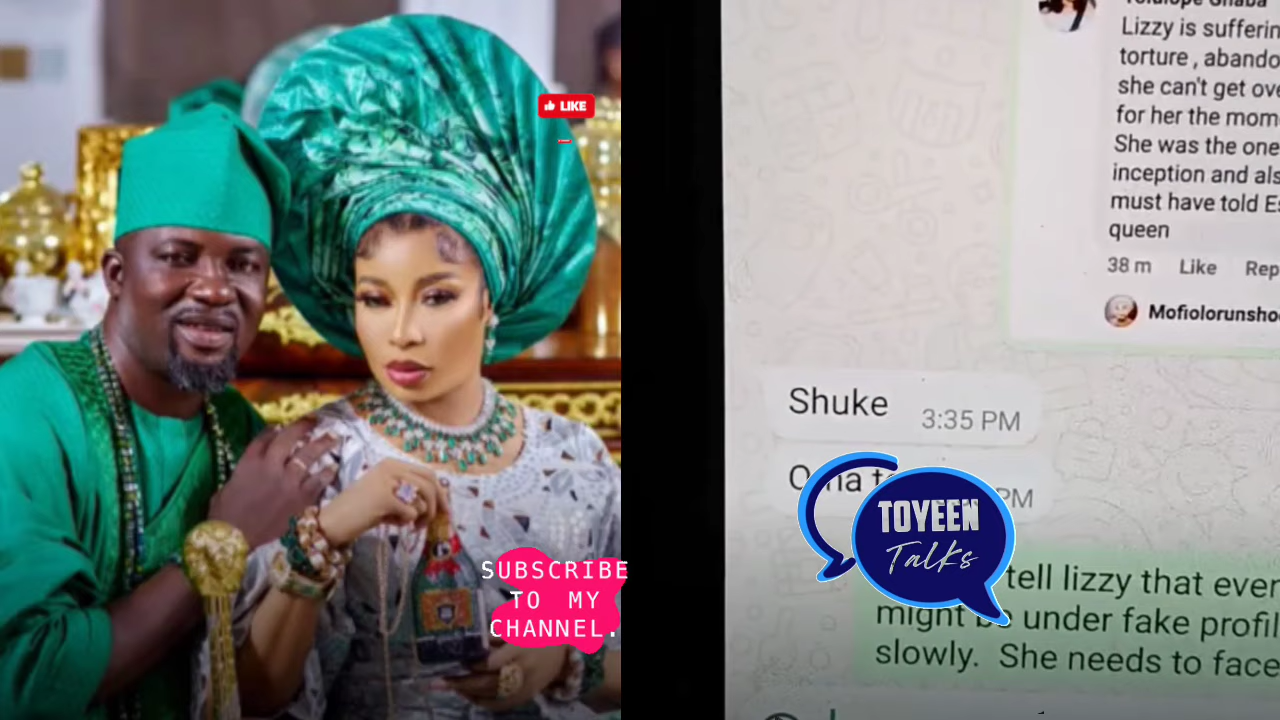 LIKE
SUBSCRIBE
TO MY
CHANNEL.
Lizzy is sufferin
torture , abando
she can't get ove
for her the mom
She was the one
inception and als
must have told Es
queen
38 m Like Rep
Mofiolorunsho
Shuke 3:35 PM
PM
TOYEEN
Talks
tell lizzy that ever
might be under fake profil
slowly. She needs to face